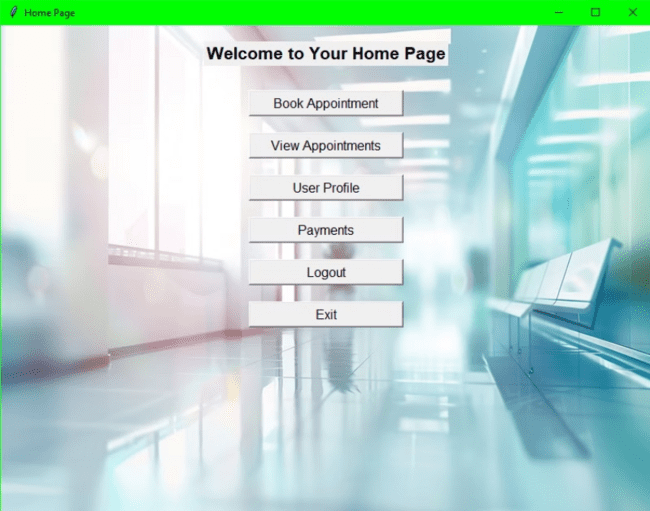 Home Page
Welcome to Your Home Page
Book Appointment
View Appointments
User Profile
Payments
Logout
Exit